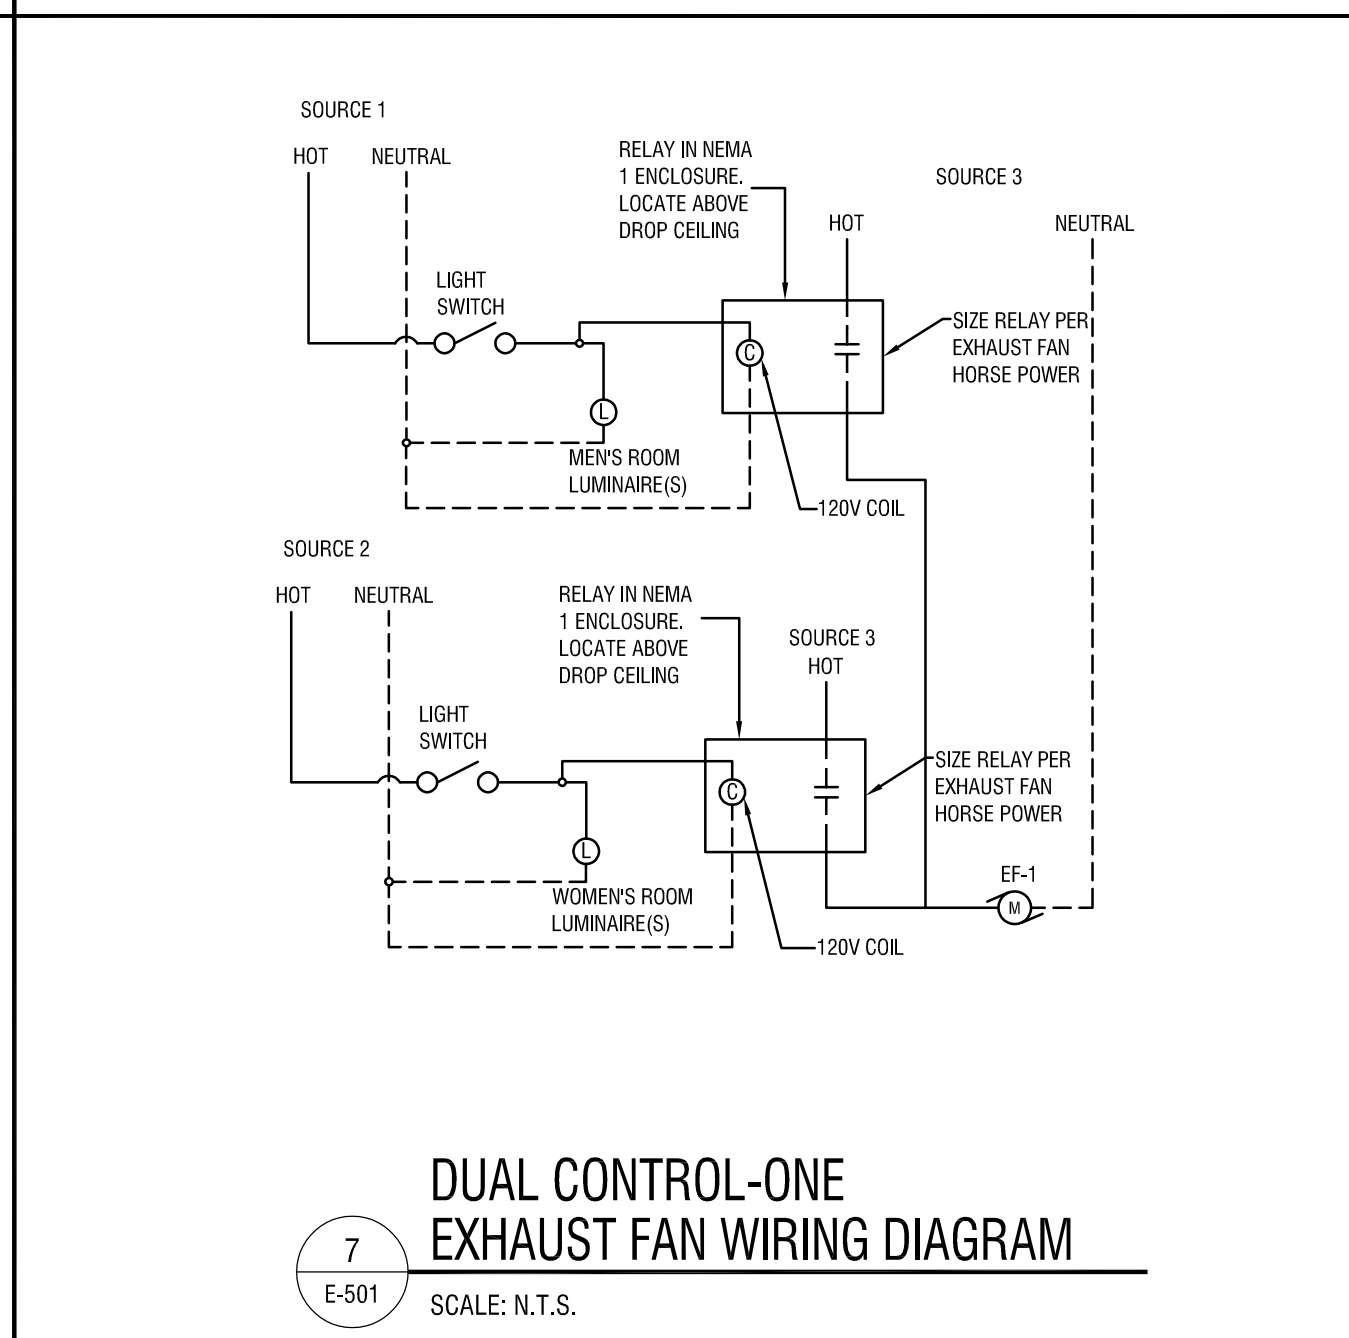 SOURCE 1
HOT
NEUTRAL
RELAY IN NEMA
1 ENCLOSURE.
LOCATE ABOVE
DROP CEILING
SOURCE 3
HOT
NEUTRAL
LIGHT
SWITCH
C
SIZE RELAY PER
EXHAUST FAN
HORSE POWER
L
MEN'S ROOM
LUMINAIRE(S)
120V COIL
SOURCE 2
HOT
NEUTRAL
RELAY IN NEMA
1 ENCLOSURE.
LOCATE ABOVE
DROP CEILING
SOURCE 3
HOT
LIGHT
SWITCH
C
SIZE RELAY PER
EXHAUST FAN
HORSE POWER
L
WOMEN'S ROOM
LUMINAIRE(S)
120V COIL
EF-1
M
DUAL CONTROL-ONE
EXHAUST FAN WIRING DIAGRAM
7
E-501
SCALE: N.T.S.